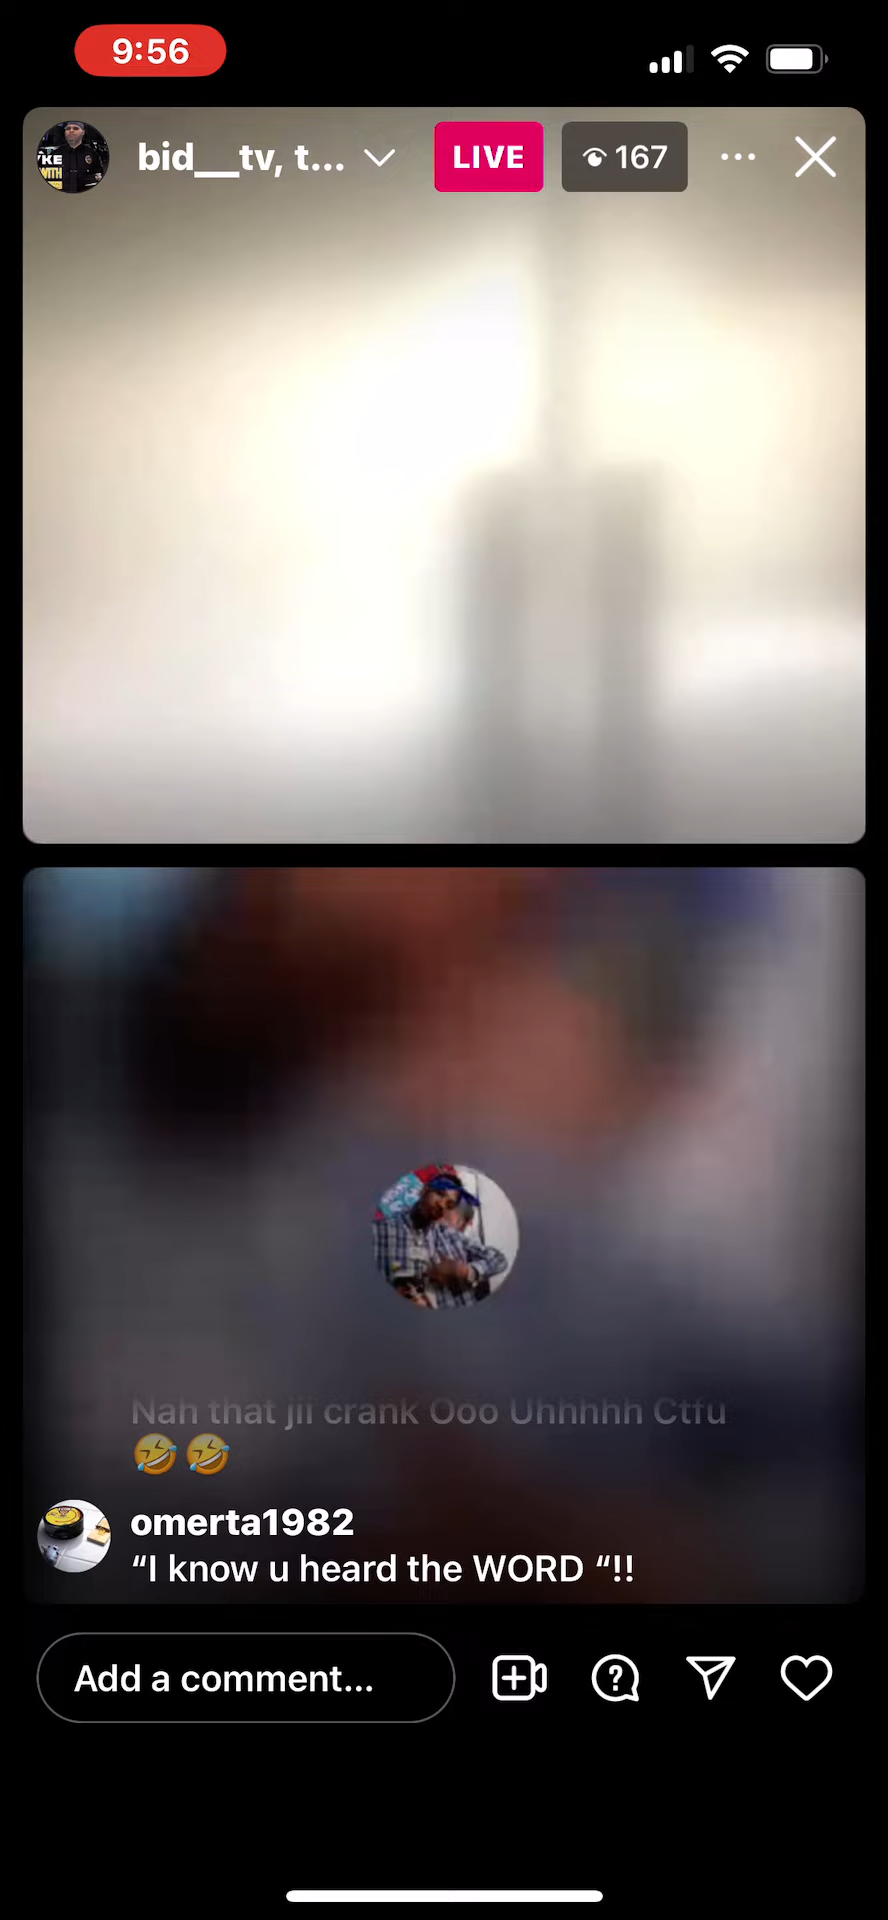 9:56
bid__tv, t...
LIVE
167
Nah that jii crank Ooo Uhhhhh Ctfu
🤣🤣
omerta1982
“I know u heard the WORD “!!
Add a comment...